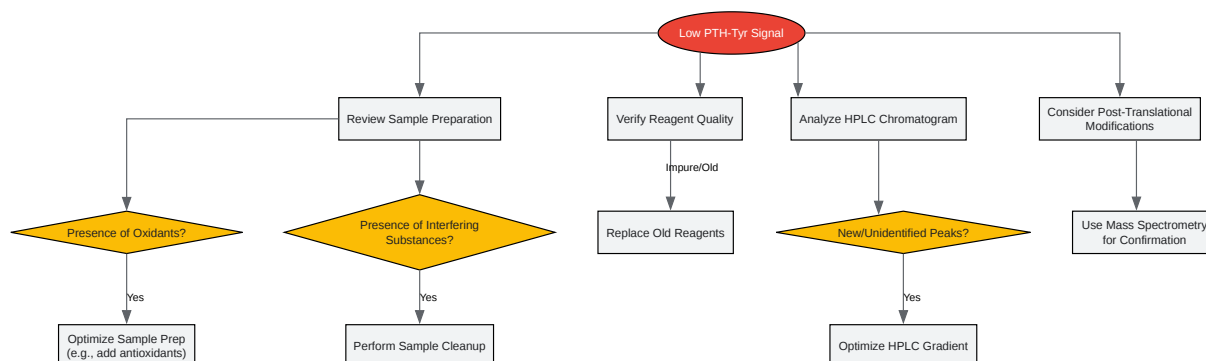 Low PTH-Tyr Signal
Review Sample Preparation
Verify Reagent Quality
Analyze HPLC Chromatogram
Consider Post-Translational
Modifications
Impure/Old
Presence of Oxidants?
Presence of Interfering
Substances?
Replace Old Reagents
New/Unidentified Peaks?
Use Mass Spectrometry
for Confirmation
Yes
Yes
Yes
Optimize Sample Prep
(e.g., add antioxidants)
Perform Sample Cleanup
Optimize HPLC Gradient